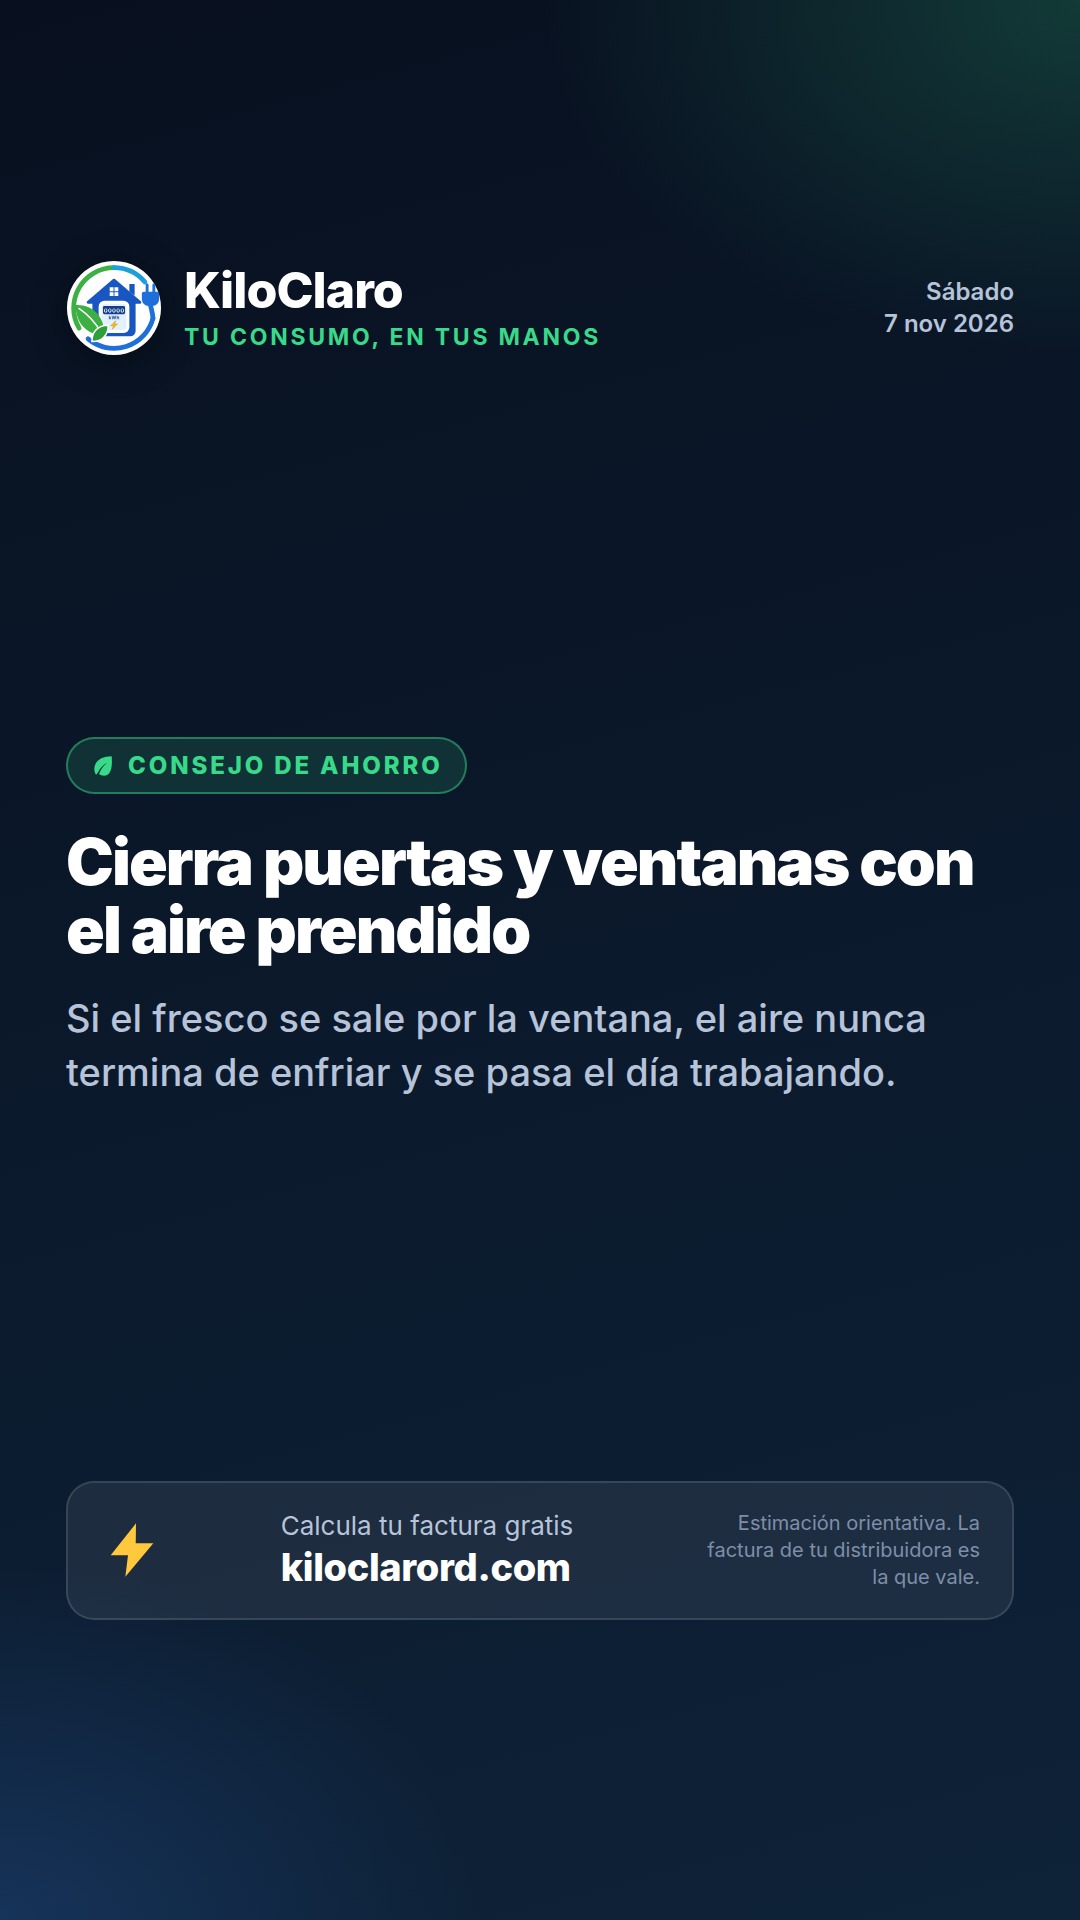 KiloClaro
TU CONSUMO, EN TUS MANOS
Sábado
7 nov 2026
CONSEJO DE AHORRO
Cierra puertas y ventanas con
el aire prendido
Si el fresco se sale por la ventana, el aire nunca
termina de enfriar y se pasa el día trabajando.
Calcula tu factura gratis
kiloclarord.com
Estimación orientativa. La
factura de tu distribuidora es
la que vale.